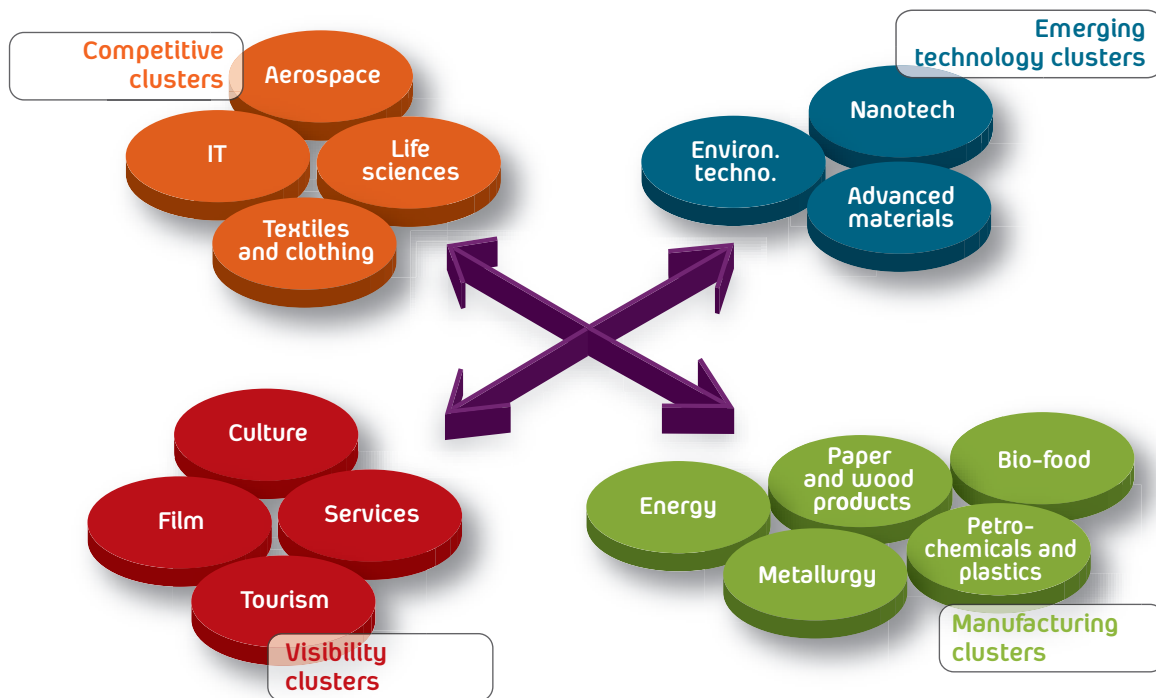 Competitive
clusters
Aerospace
IT
Life
sciences
Textiles
and clothing
Emerging
technology clusters
Nanotech
Environ.
techno.
Advanced
materials
Culture
Film
Services
Tourism
Visibility
clusters
Energy
Paper
and wood
products
Bio-food
Metallurgy
Petro-
chemicals and
plastics
Manufacturing
clusters